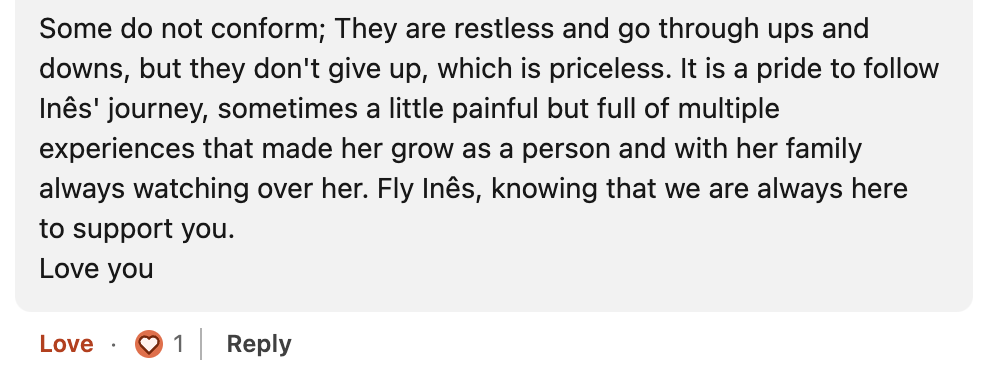 Some do not conform; They are restless and go through ups and
downs, but they don't give up, which is priceless. It is a pride to follow
Inês' journey, sometimes a little painful but full of multiple
experiences that made her grow as a person and with her family
always watching over her. Fly Inês, knowing that we are always here
to support you.
Love you
Love · 1 | Reply